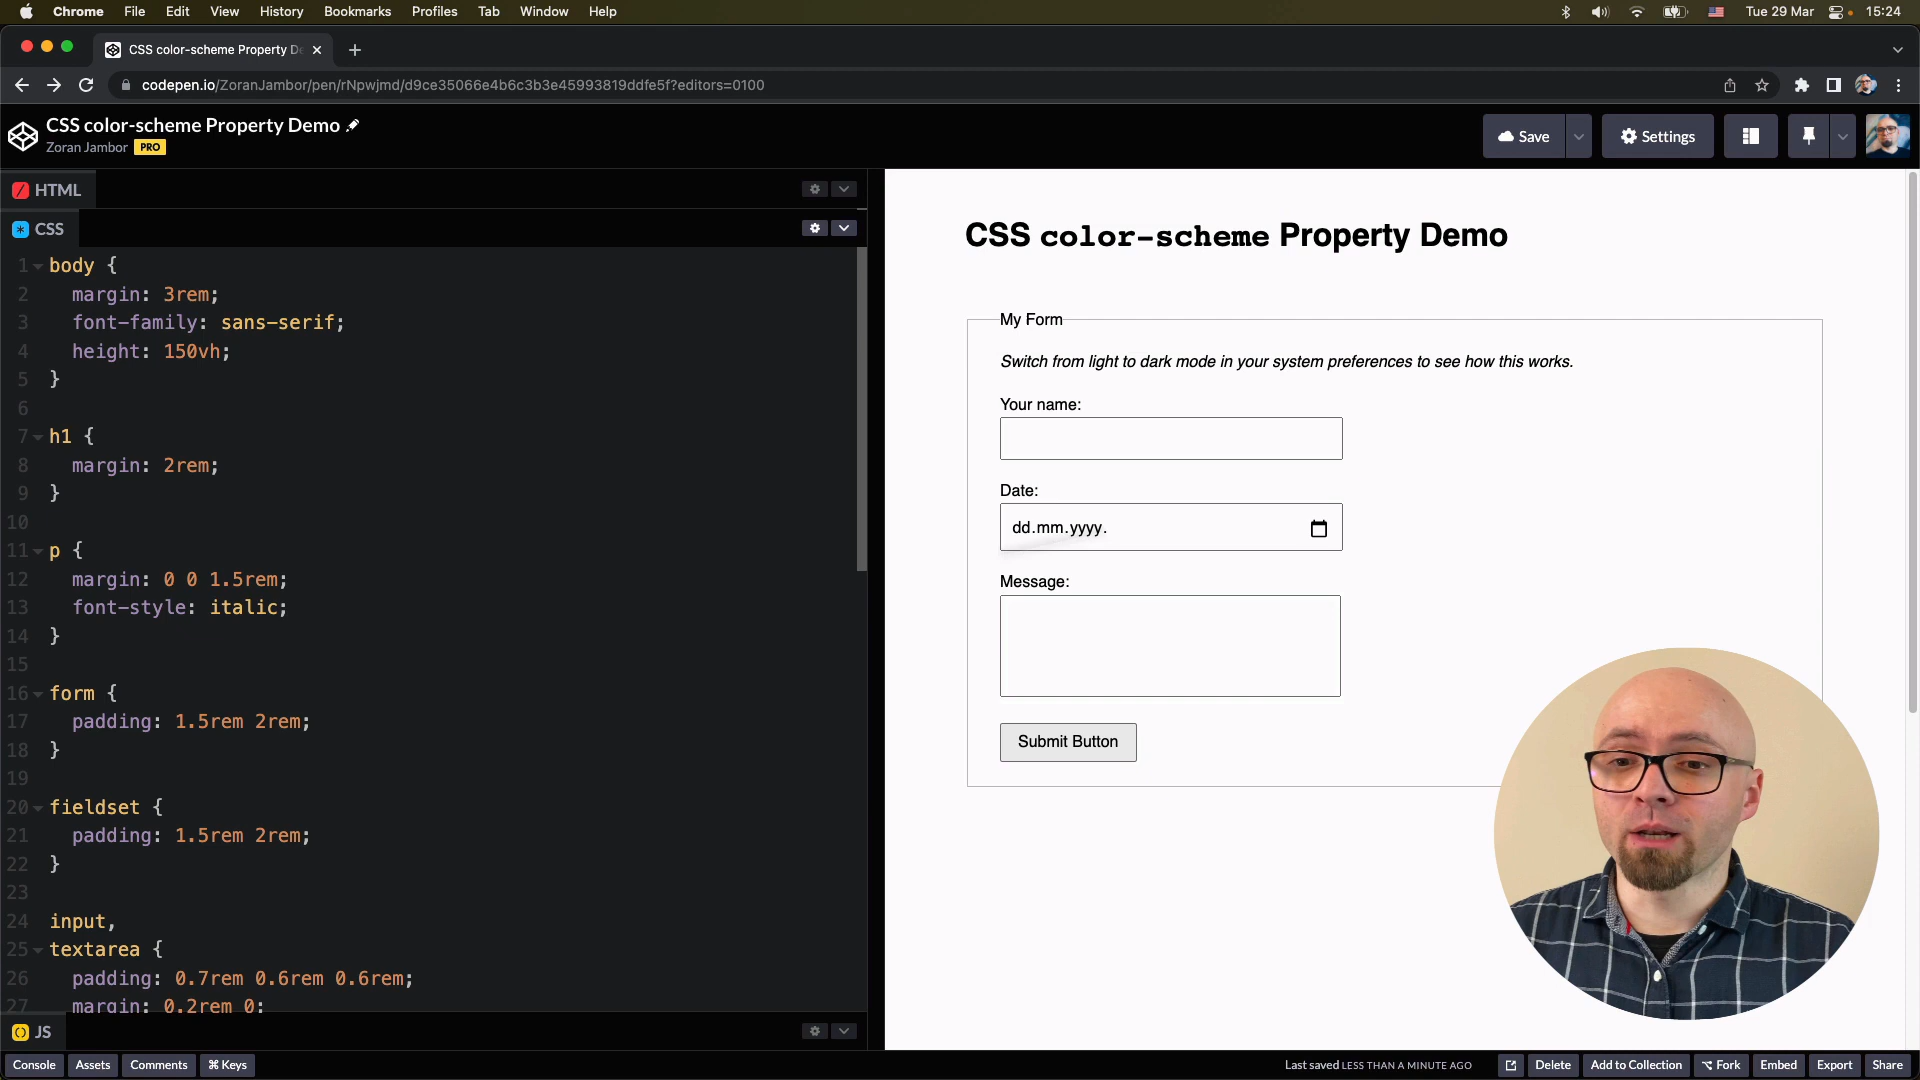 Chrome File Edit View History Bookmarks Profiles Tab Window Help Tue 29 Mar 15:24
CSS color-scheme Property De
codepen.io/ZoranJambor/pen/rNpwjmd/d9ce35066e4b6c3b3e45993819ddfe5f?editors=0100
CSS color-scheme Property Demo
Zoran Jambor PRO
Save Settings
HTML
CSS
1 body {
2 margin: 3rem;
3 font-family: sans-serif;
4 height: 150vh;
5 }
6
7 h1 {
8 margin: 2rem;
9 }
10
11 p {
12 margin: 0 0 1.5rem;
13 font-style: italic;
14 }
15
16 form {
17 padding: 1.5rem 2rem;
18 }
19
20 fieldset {
21 padding: 1.5rem 2rem;
22 }
23
24 input,
25 textarea {
26 padding: 0.7rem 0.6rem 0.6rem;
27 margin: 0.2rem 0;
JS
CSS color-scheme Property Demo
My Form
Switch from light to dark mode in your system preferences to see how this works.
Your name:
Date:
dd.mm.yyyy.
Message:
Submit Button
Console Assets Comments ⌘ Keys Last saved LESS THAN A MINUTE AGO Delete Add to Collection ⌥ Fork Embed Export Share